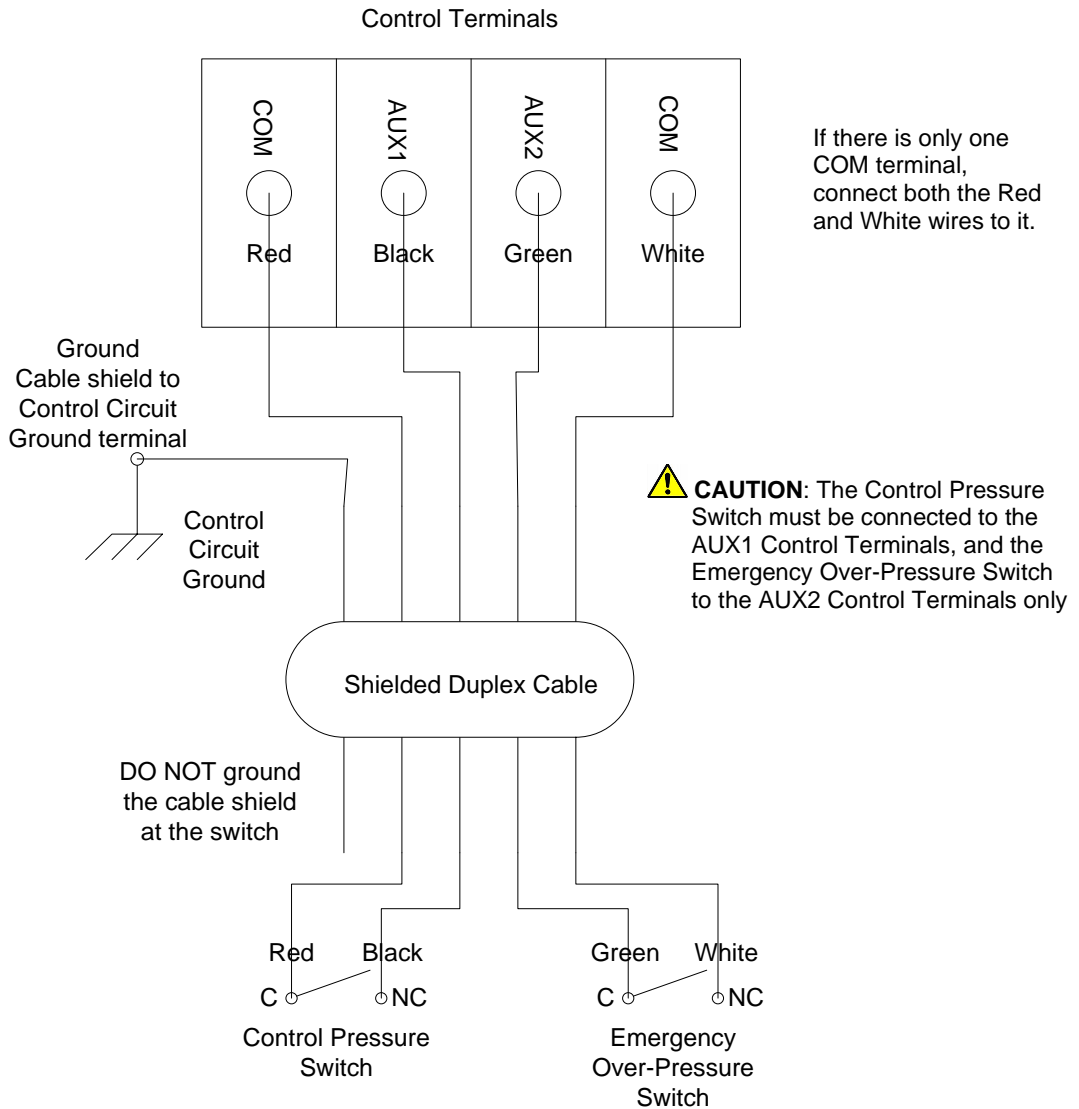 Control Terminals
COM
AUX1
AUX2
COM
Red
Black
Green
White
If there is only one
COM terminal,
connect both the Red
and White wires to it.
Ground
Cable shield to
Control Circuit
Ground terminal
Control
Circuit
Ground
CAUTION: The Control Pressure
Switch must be connected to the
AUX1 Control Terminals, and the
Emergency Over-Pressure Switch
to the AUX2 Control Terminals only
Shielded Duplex Cable
DO NOT ground
the cable shield
at the switch
Red
Black
Green
White
C
NC
C
NC
Control Pressure
Switch
Emergency
Over-Pressure
Switch